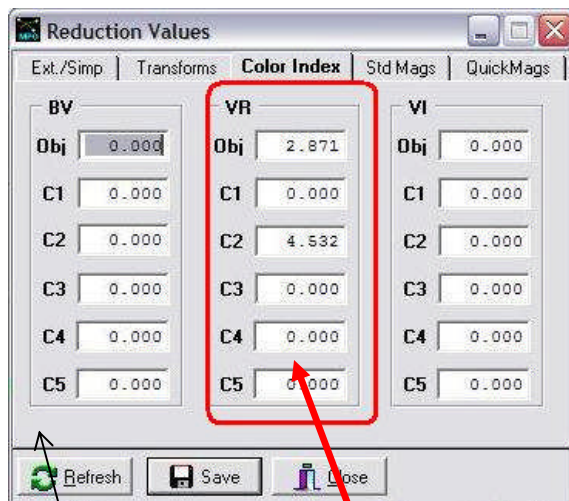 Reduction Values
Ext./Simp Transforms Color Index Std Mags QuickMags
BV VR VI
Obj 0.000 Obj 2.871 Obj 0.000
C1 0.000 C1 0.000 C1 0.000
C2 0.000 C2 4.532 C2 0.000
C3 0.000 C3 0.000 C3 0.000
C4 0.000 C4 0.000 C4 0.000
C5 0.000 C5 0.000 C5 0.000
Refresh Save Close